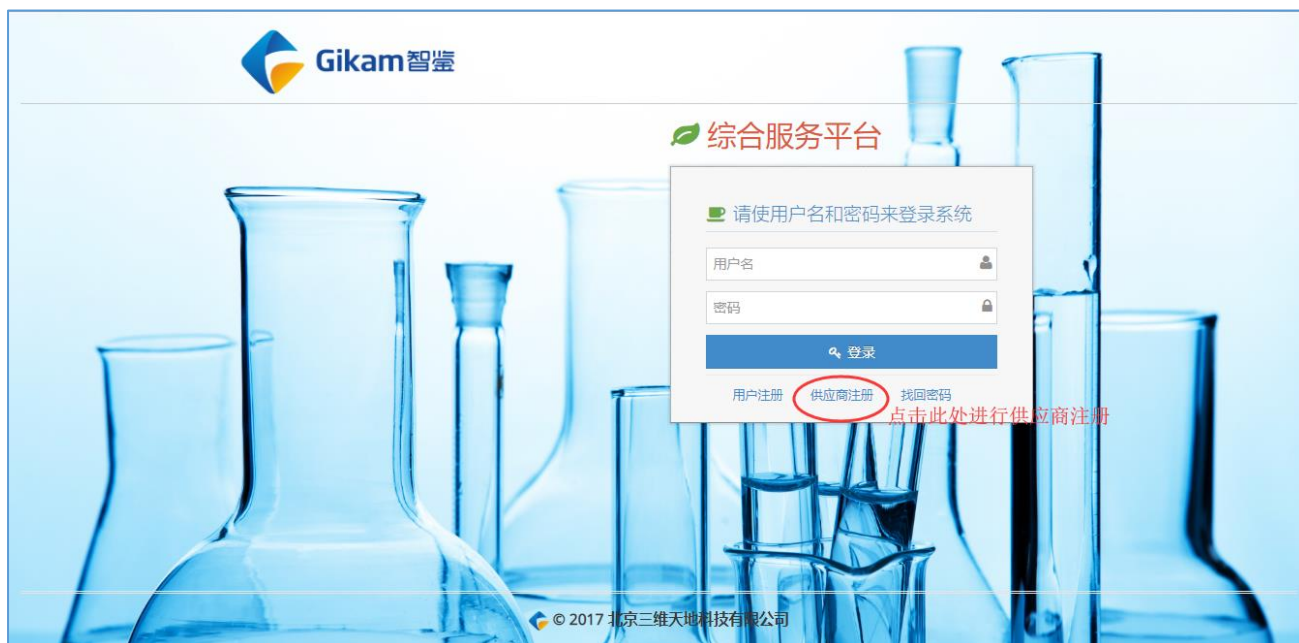 Gikam智鉴
综合服务平台
请使用户名和密码来登录系统
用户名
密码
登录
用户注册 供应商注册 找回密码
点击此处进行供应商注册
© 2017 北京三维天地科技有限公司